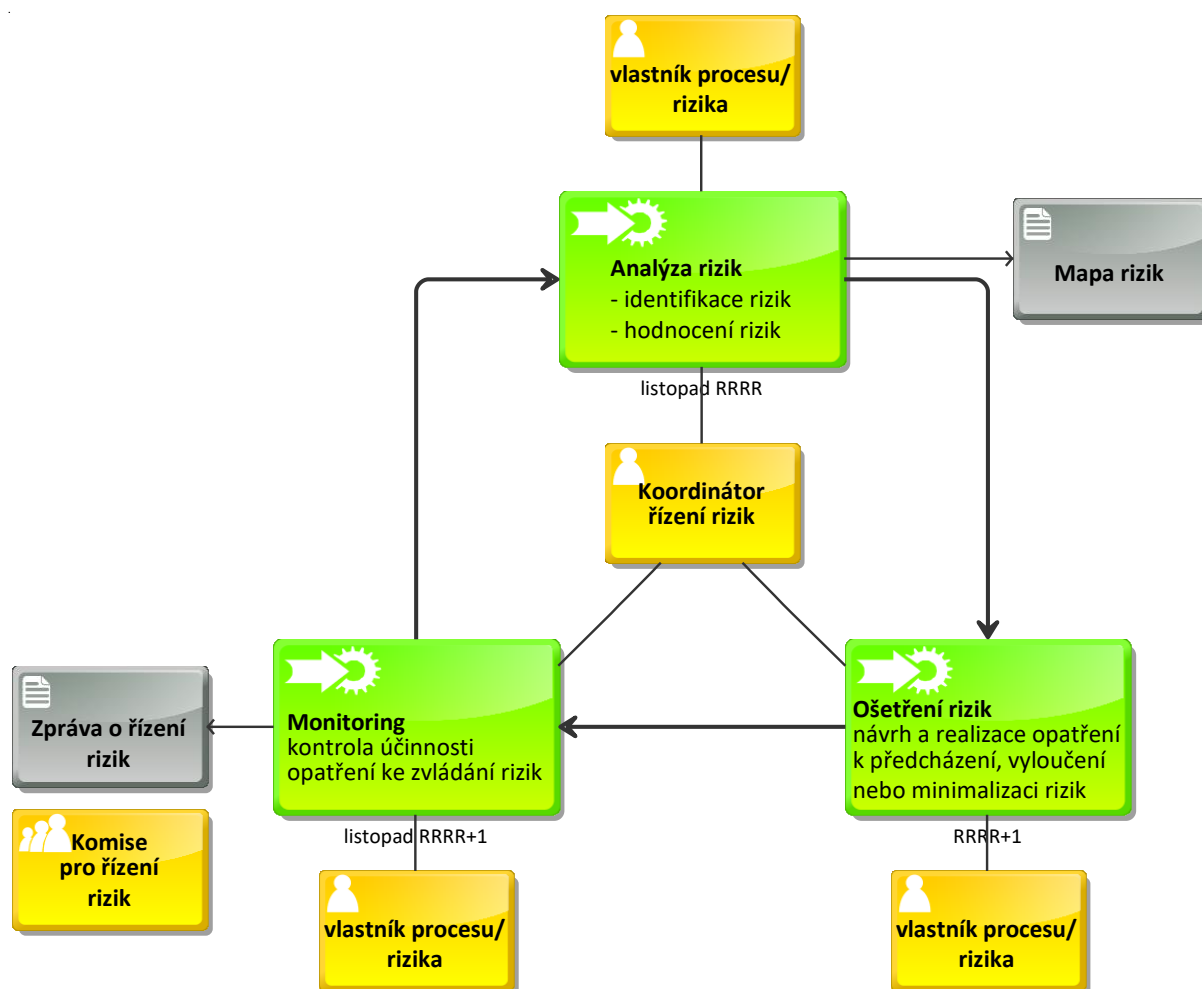 vlastník procesu/
rizika
Analýza rizik
- identifikace rizik
- hodnocení rizik
Mapa rizik
listopad RRRR
Koordinátor
řízení rizik
Zpráva o řízení
rizik
Monitoring
kontrola účinnosti
opatření ke zvládání rizik
Ošetření rizik
návrh a realizace opatření
k předcházení, vyloučení
nebo minimalizaci rizik
Komise
pro řízení
rizik
listopad RRRR+1
RRRR+1
vlastník procesu/
rizika
vlastník procesu/
rizika